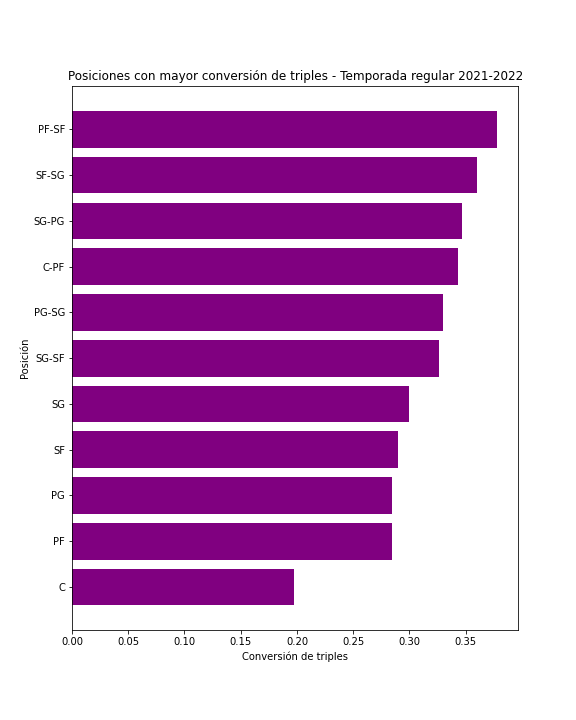 Posiciones con mayor conversión de triples - Temporada regular 2021-2022
PF-SF
SF-SG
SG-PG
C-PF
PG-SG
SG-SF
SG
SF
PG
PF
C
Posición
0.00 0.05 0.10 0.15 0.20 0.25 0.30 0.35
Conversión de triples